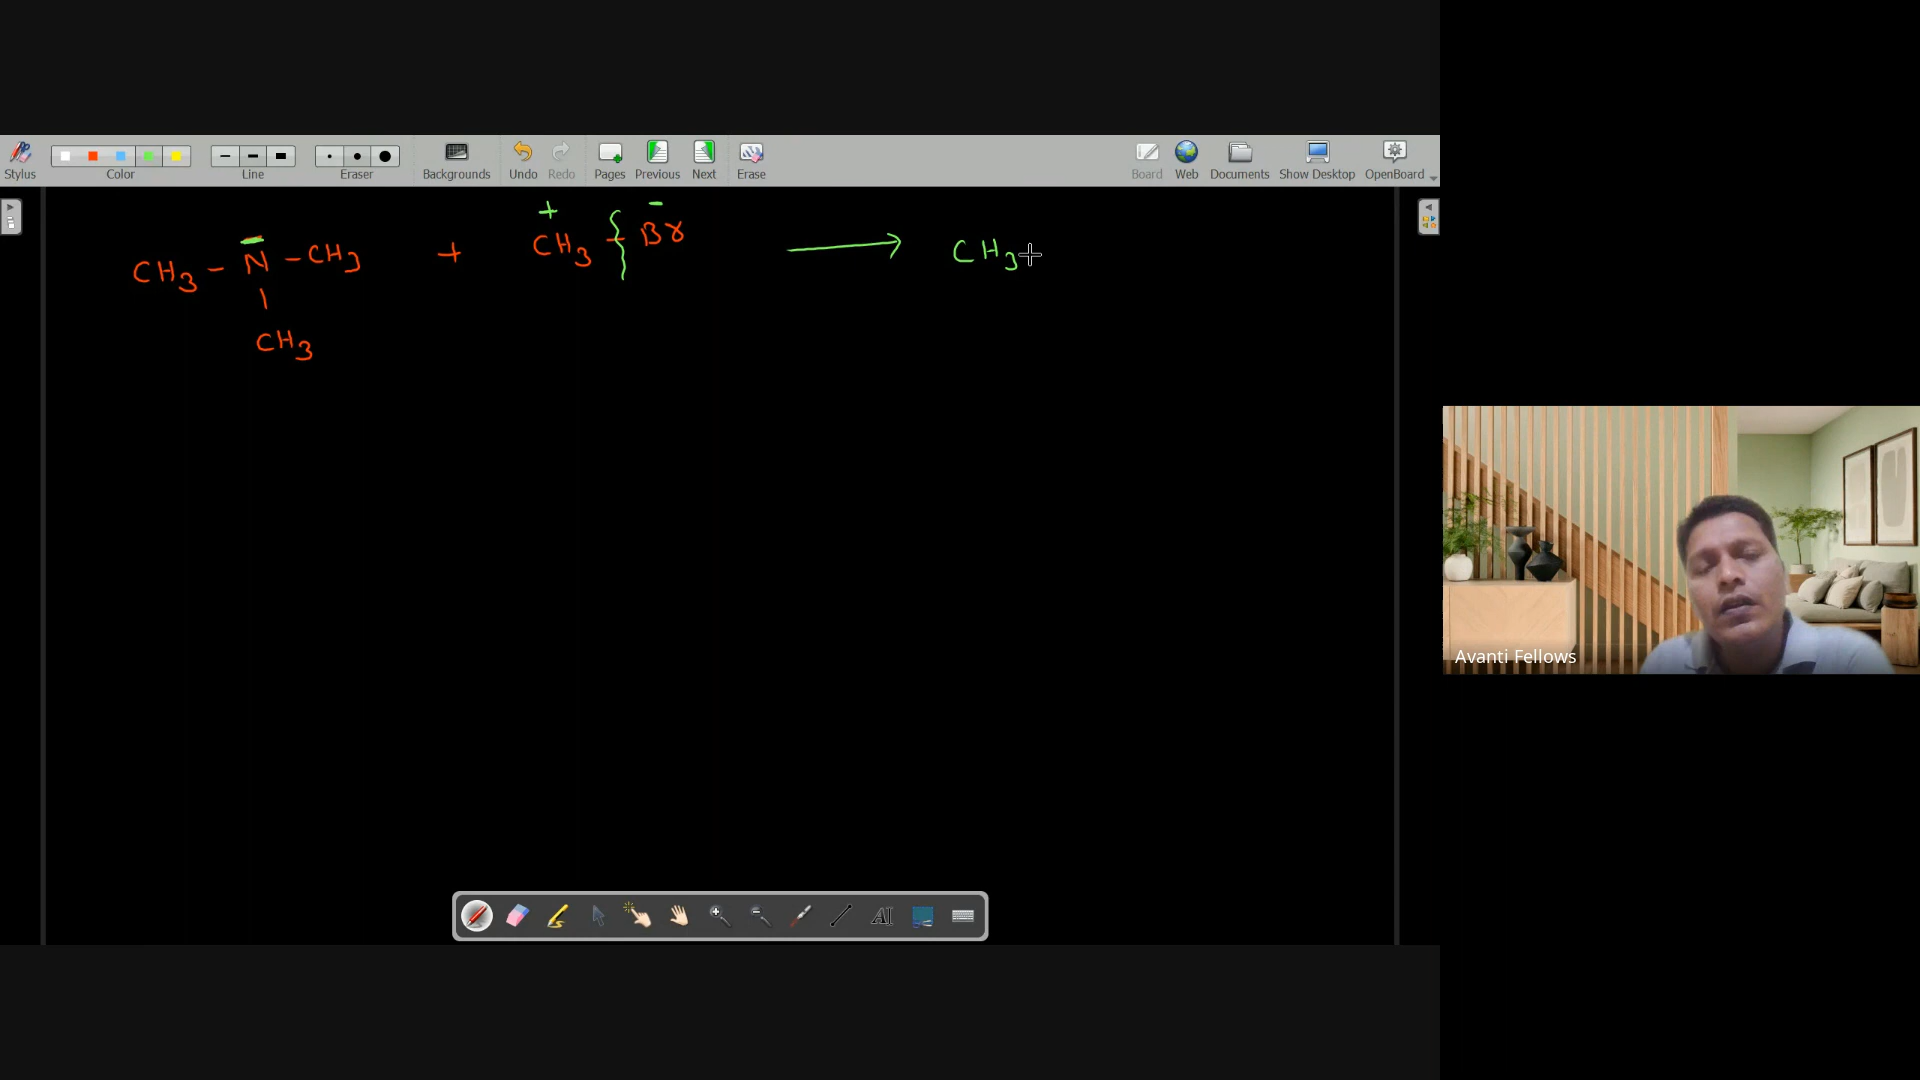 Stylus Color Line Eraser Backgrounds Undo Redo Pages Previous Next Erase Board Web Documents Show Desktop OpenBoard
+ -
CH3 - N - CH3 + CH3 - Br ⟶ CH3
|
CH3
AI
Avanti Fellows